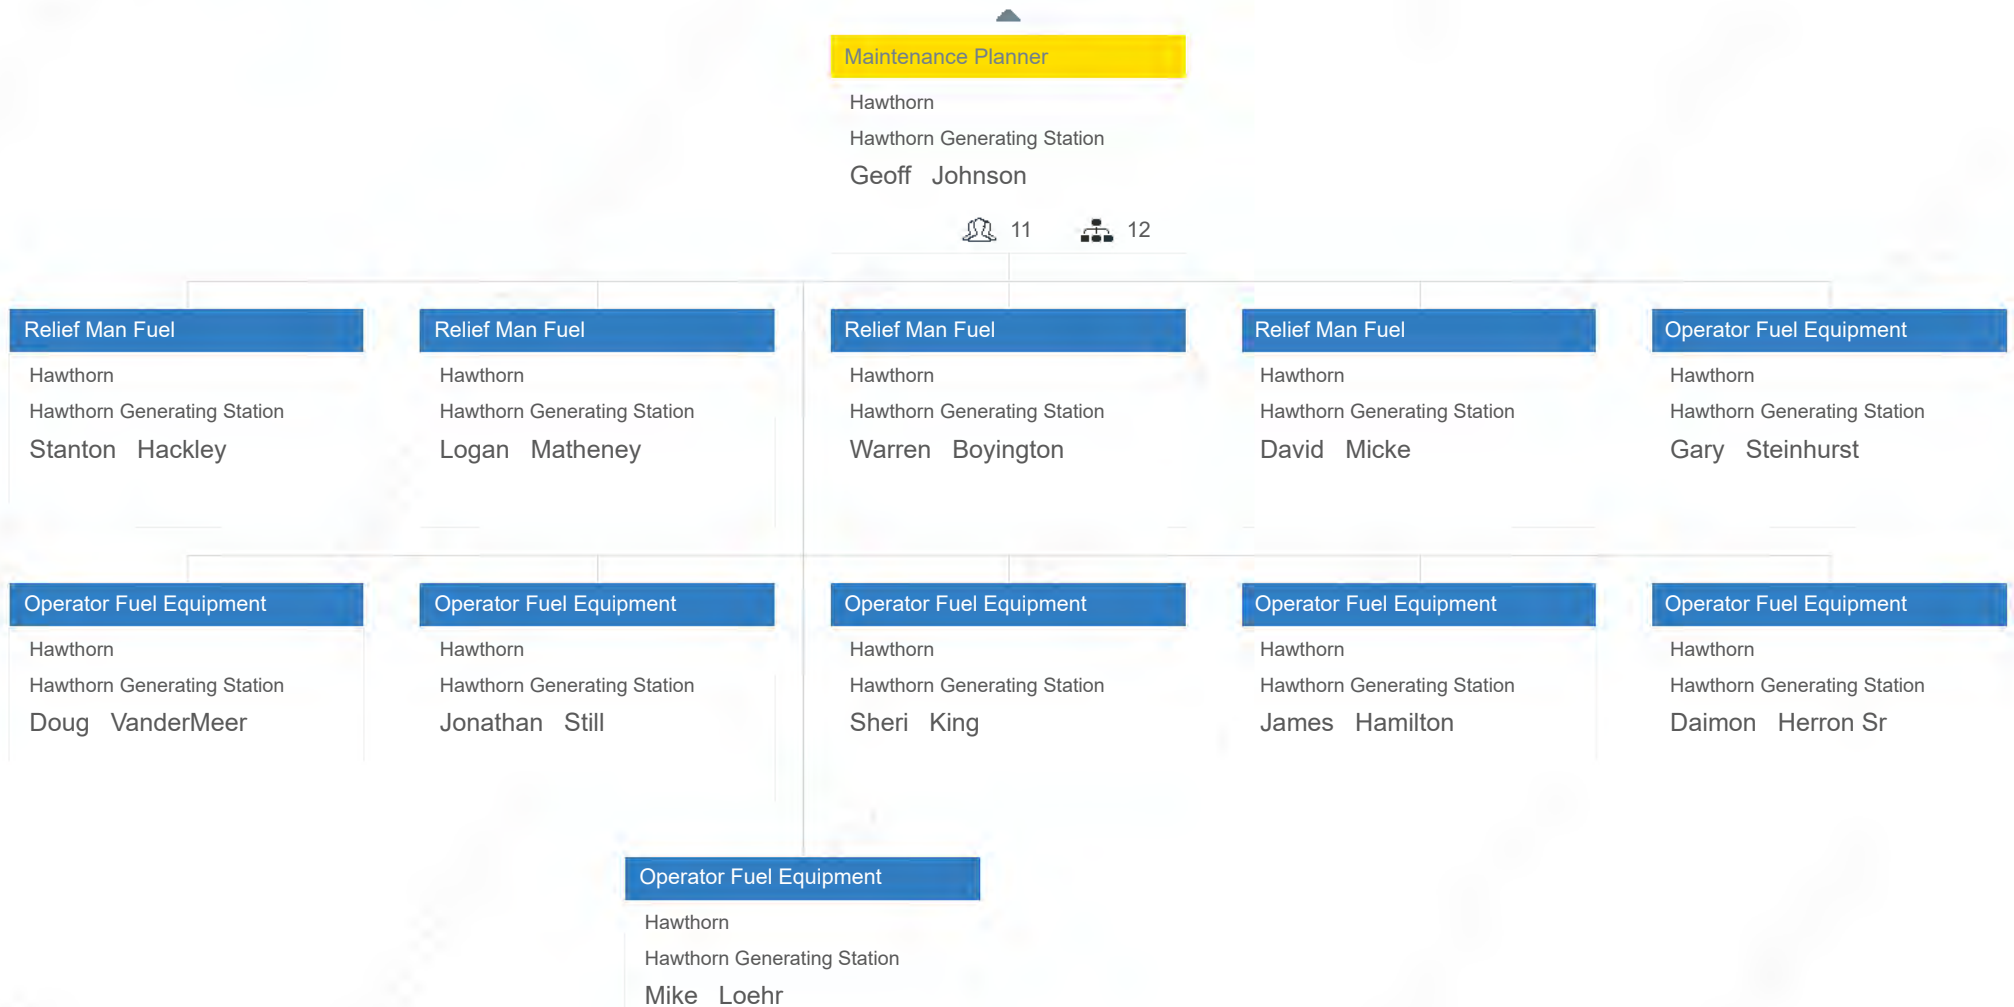 Maintenance Planner
Hawthorn
Hawthorn Generating Station
Geoff Johnson
11 12
Relief Man Fuel
Hawthorn
Hawthorn Generating Station
Stanton Hackley
Relief Man Fuel
Hawthorn
Hawthorn Generating Station
Logan Matheney
Relief Man Fuel
Hawthorn
Hawthorn Generating Station
Warren Boyington
Relief Man Fuel
Hawthorn
Hawthorn Generating Station
David Micke
Operator Fuel Equipment
Hawthorn
Hawthorn Generating Station
Gary Steinhurst
Operator Fuel Equipment
Hawthorn
Hawthorn Generating Station
Doug VanderMeer
Operator Fuel Equipment
Hawthorn
Hawthorn Generating Station
Jonathan Still
Operator Fuel Equipment
Hawthorn
Hawthorn Generating Station
Sheri King
Operator Fuel Equipment
Hawthorn
Hawthorn Generating Station
James Hamilton
Operator Fuel Equipment
Hawthorn
Hawthorn Generating Station
Daimon Herron Sr
Operator Fuel Equipment
Hawthorn
Hawthorn Generating Station
Mike Loehr